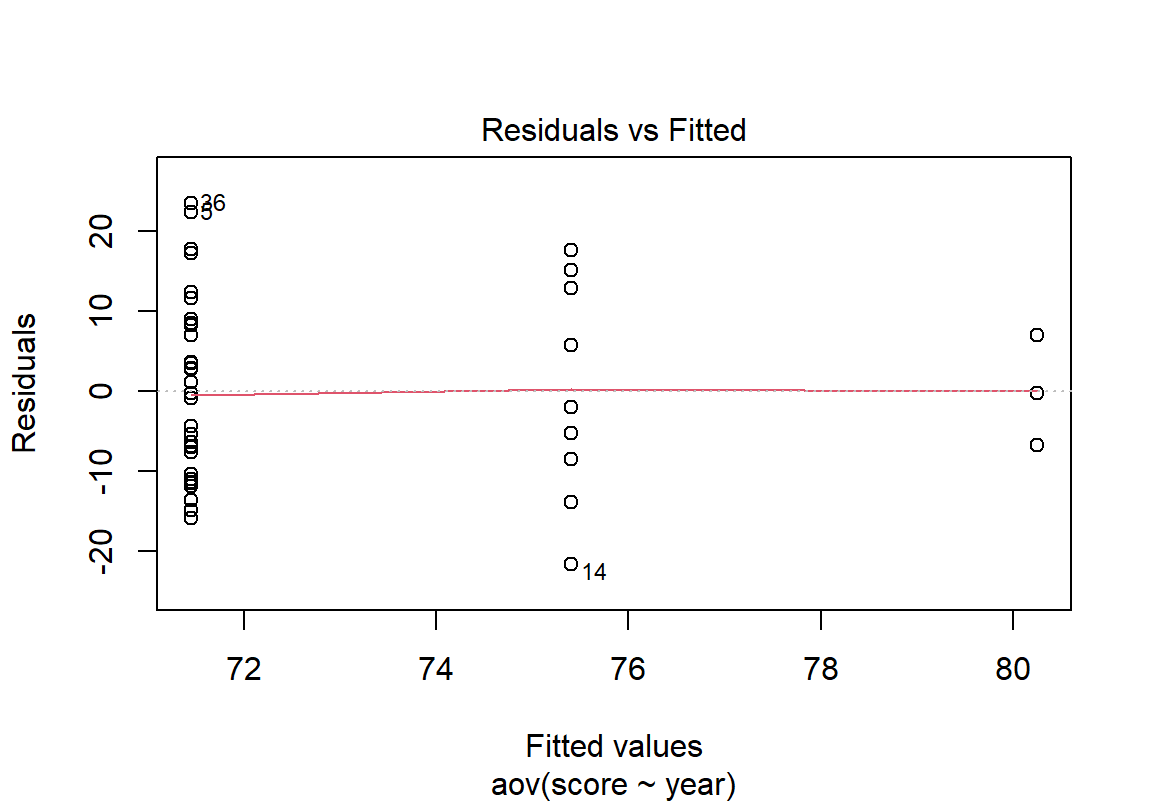 Residuals vs Fitted
Residuals
20
10
0
-10
-20
36
5
14
72 74 76 78 80
Fitted values
aov(score ~ year)